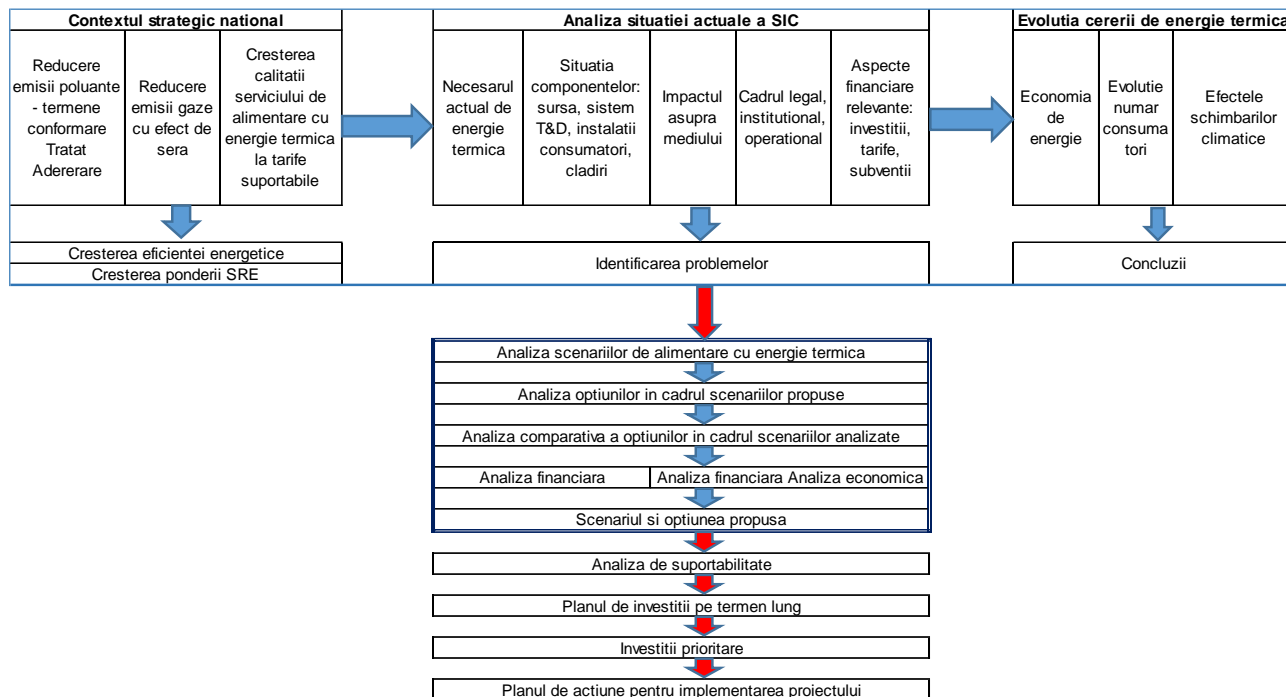 Contextul strategic national
Reducere
emisii poluante
- termene
conformare
Tratat
Adererare
Reducere
emisii gaze
cu efect de
sera
Cresterea
calitatii
serviciului de
alimentare cu
energie termica
la tarife
suportabile
Cresterea eficientei energetice
Cresterea ponderii SRE
Analiza situatiei actuale a SIC
Necesarul
actual de
energie
termica
Situatia
componentelor:
sursa, sistem
T&D, instalatii
consumatori,
cladiri
Impactul
asupra
mediului
Cadrul legal,
institutional,
operational
Aspecte
financiare
relevante:
investitii,
tarife,
subventii
Identificarea problemelor
Evolutia cererii de energie termica
Economia
de
energie
Evolutie
numar
consuma
tori
Efectele
schimbarilor
climatice
Concluzii
Analiza scenariilor de alimentare cu energie termica
Analiza optiunilor in cadrul scenariilor propuse
Analiza comparativa a optiunilor in cadrul scenariilor analizate
Analiza financiara
Analiza financiara Analiza economica
Scenariul si optiunea propusa
Analiza de suportabilitate
Planul de investitii pe termen lung
Investitii prioritare
Planul de actiune pentru implementarea proiectului